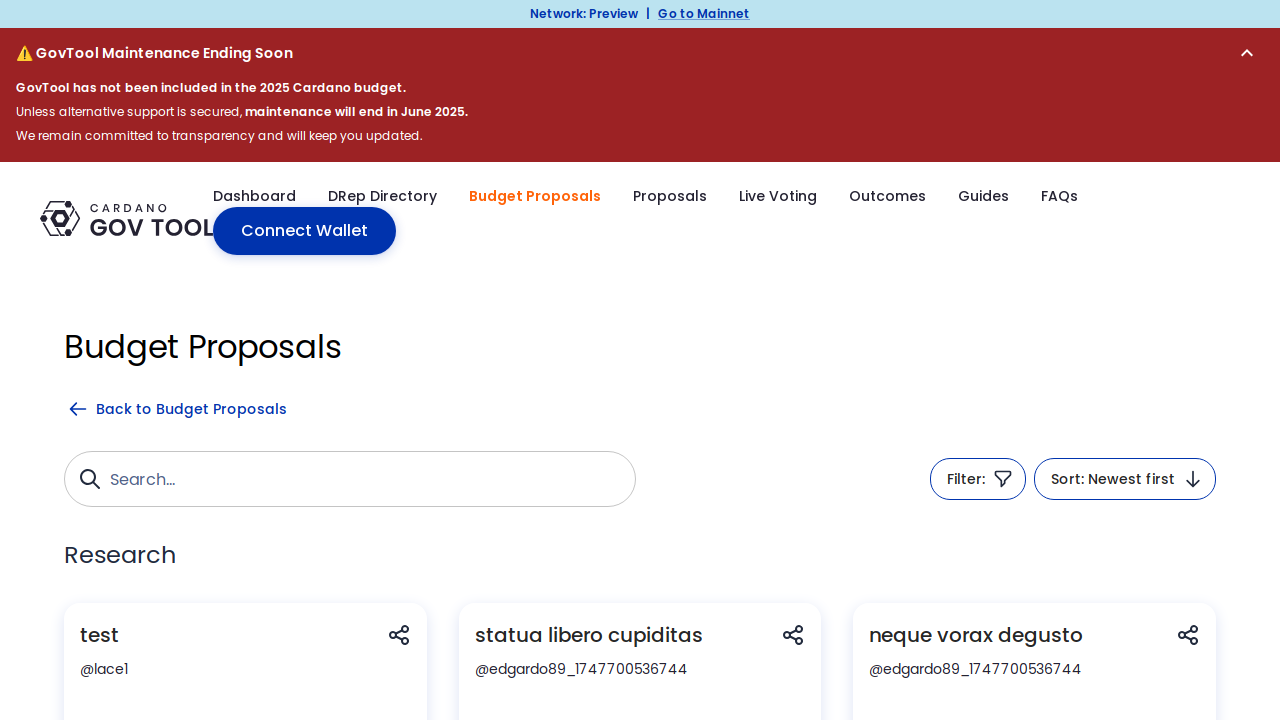 Network: Preview | Go to Mainnet
⚠️ GovTool Maintenance Ending Soon
GovTool has not been included in the 2025 Cardano budget.
Unless alternative support is secured, maintenance will end in June 2025.
We remain committed to transparency and will keep you updated.
CARDANO
GOV TOOL
Dashboard DRep Directory Budget Proposals Proposals Live Voting Outcomes Guides FAQs
Connect Wallet
Budget Proposals
Back to Budget Proposals
Search...
Filter: Sort: Newest first
Research
test statua libero cupiditas neque vorax degusto
@lace1 @edgardo89_1747700536744 @edgardo89_1747700536744